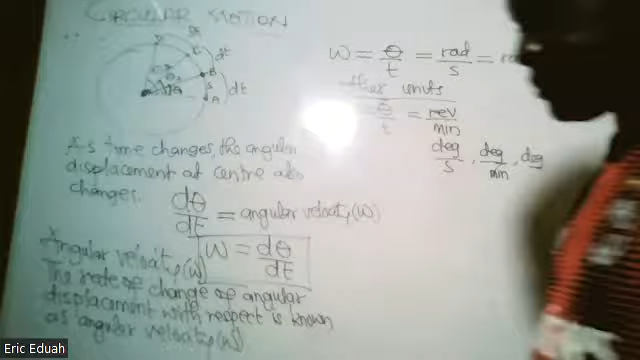 CIRCULAR MOTION
dt
dt
S
A
B
W = θ/t = rad/s =
other units
θ/t = rev/min
deg/s, deg/min, deg
As time changes, the angular
displacement at centre also
changes.
dθ/dt = angular velocity (W)
Angular velocity (W)
W = dθ/dt
The rate of change of angular
displacement with respect is known
as angular velocity (W)
Eric Eduah